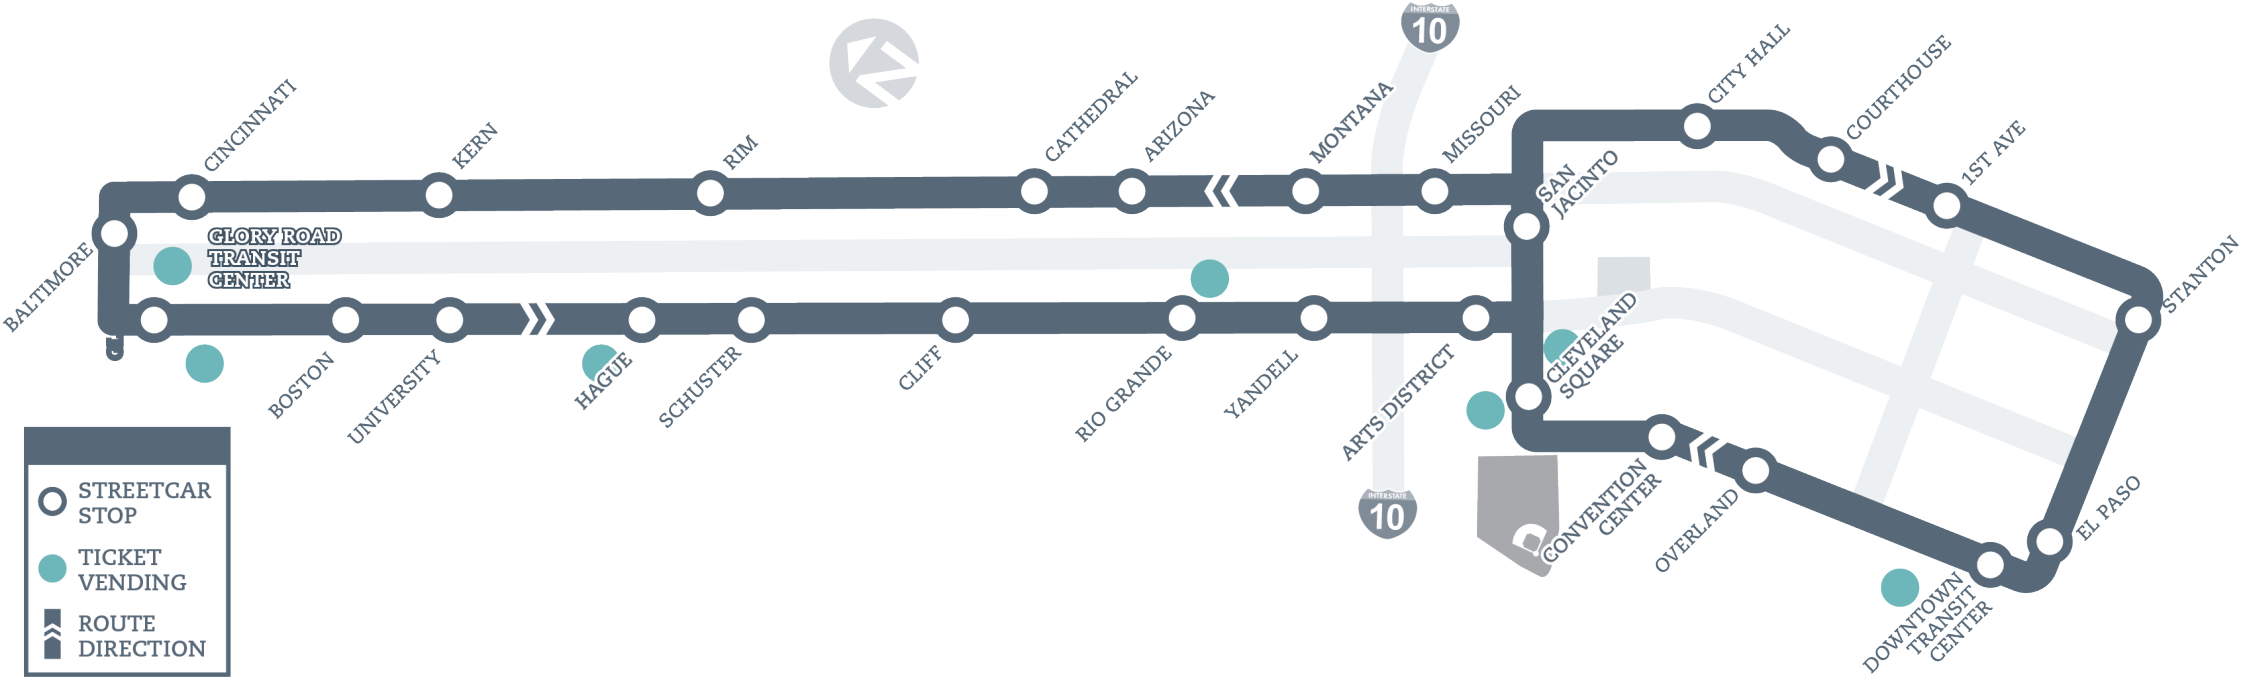 INTERSTATE
10
CINCINNATI
KERN
RIM
CATHEDRAL
ARIZONA
MONTANA
MISSOURI
CITY HALL
COURTHOUSE
1ST AVE
SAN
JACINTO
BALTIMORE
GLORY ROAD
TRANSIT
CENTER
STANTON
BOSTON
UNIVERSITY
HAGUE
SCHUSTER
CLIFF
RIO GRANDE
YANDELL
ARTS DISTRICT
CLEVELAND
SQUARE
CONVENTION
CENTER
OVERLAND
EL PASO
DOWNTOWN
TRANSIT
CENTER
INTERSTATE
10
STREETCAR
STOP
TICKET
VENDING
ROUTE
DIRECTION